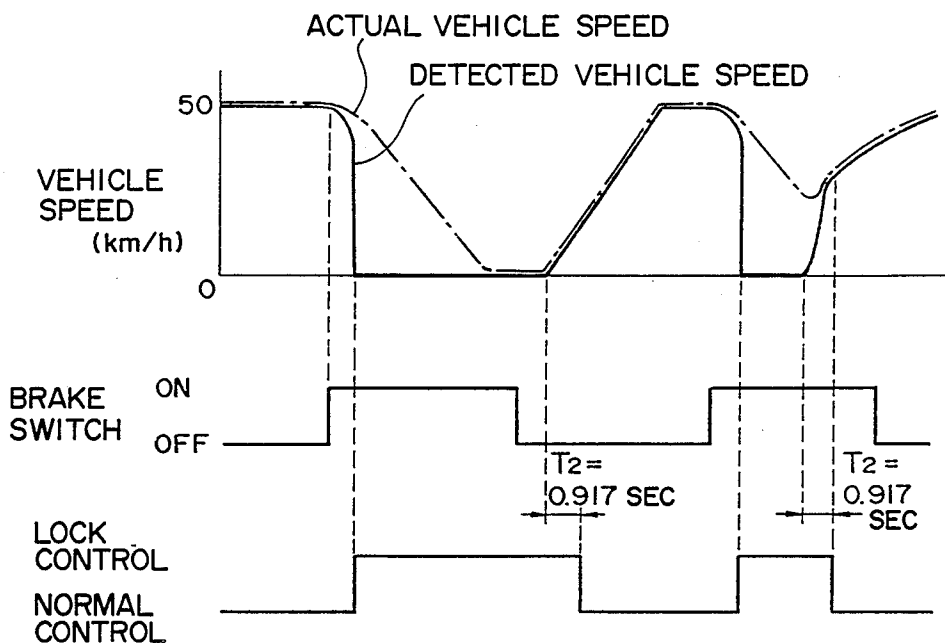 ACTUAL VEHICLE SPEED
DETECTED VEHICLE SPEED
50
VEHICLE
SPEED
(km/h)
0
BRAKE
SWITCH
ON
OFF
T2=
0.917 SEC
T2=
0.917
SEC
LOCK
CONTROL
NORMAL
CONTROL